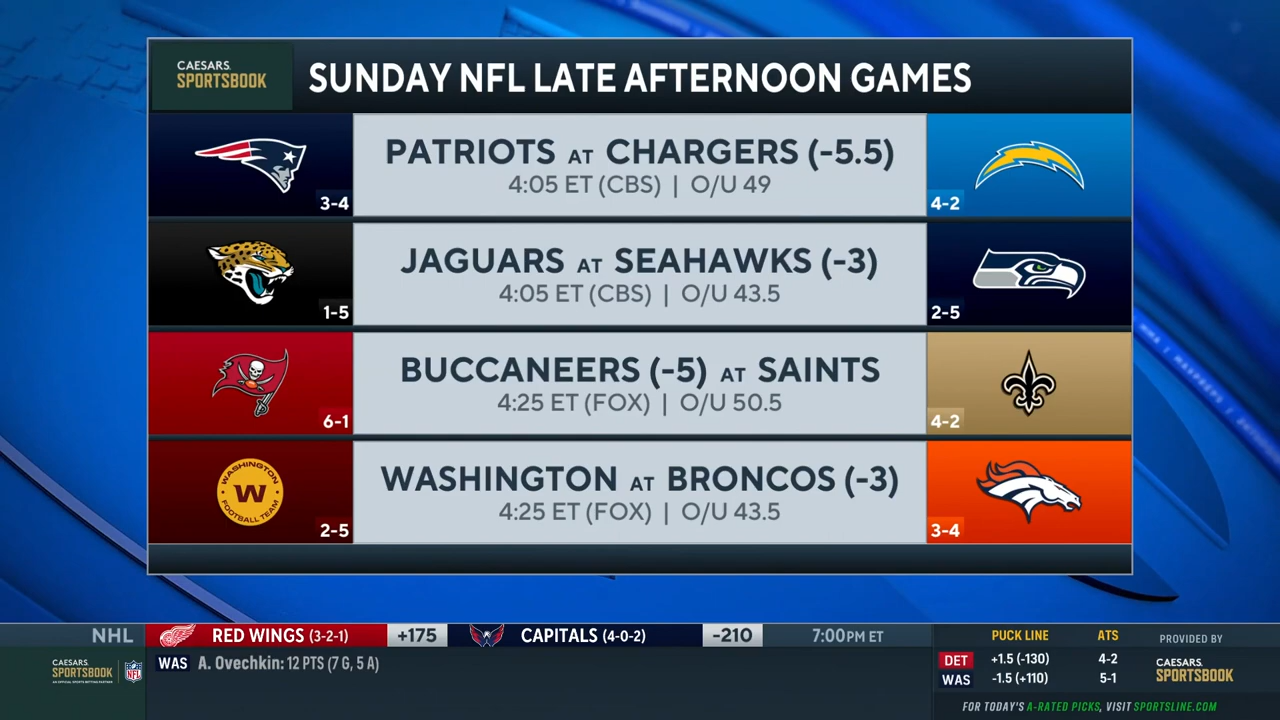 CAESARS
SPORTSBOOK
SUNDAY NFL LATE AFTERNOON GAMES
PATRIOTS AT CHARGERS (-5.5)
4:05 ET (CBS) | O/U 49
3-4
4-2
JAGUARS AT SEAHAWKS (-3)
4:05 ET (CBS) | O/U 43.5
1-5
2-5
BUCCANEERS (-5) AT SAINTS
4:25 ET (FOX) | O/U 50.5
6-1
4-2
WASHINGTON
W
FOOTBALL TEAM
WASHINGTON AT BRONCOS (-3)
4:25 ET (FOX) | O/U 43.5
2-5
3-4
NHL
RED WINGS (3-2-1)
+175
CAPITALS (4-0-2)
-210
7:00PM ET
CAESARS
SPORTSBOOK
NFL
WAS A. Ovechkin: 12 PTS (7 G, 5 A)
PUCK LINE ATS
DET +1.5 (-130) 4-2
WAS -1.5 (+110) 5-1
PROVIDED BY
CAESARS
SPORTSBOOK
FOR TODAY'S A-RATED PICKS, VISIT SPORTSLINE.COM